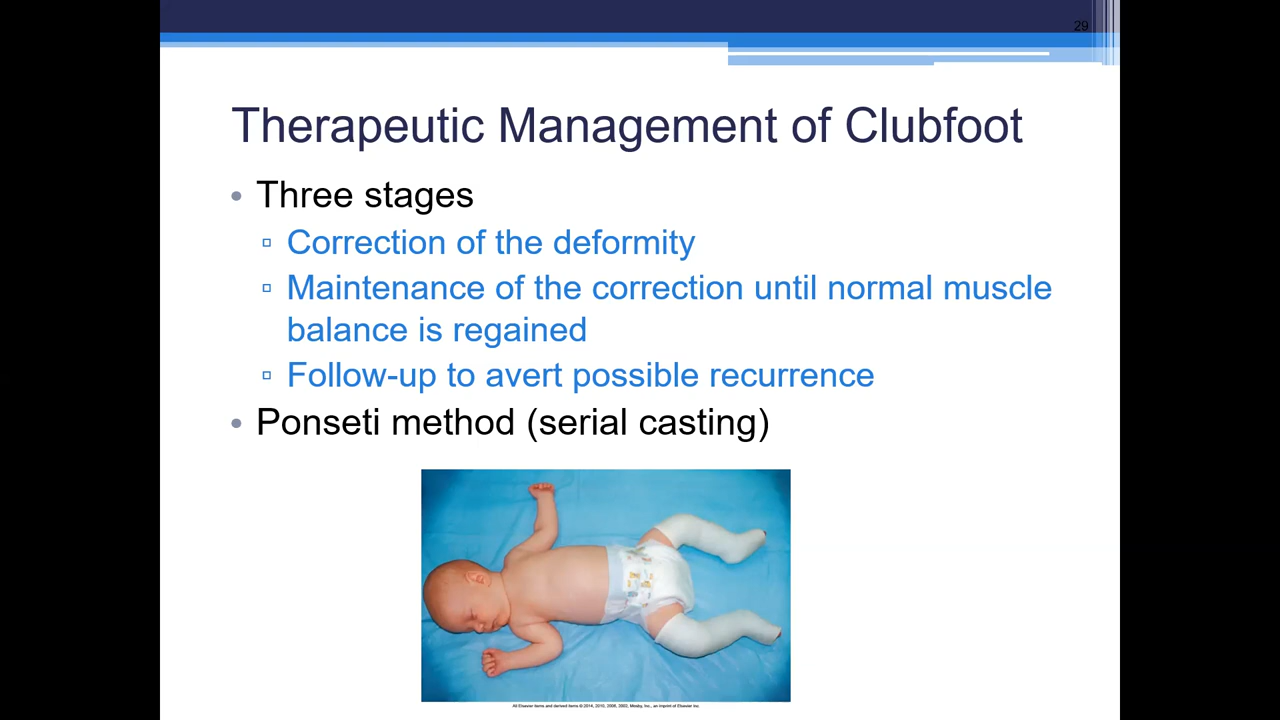 29
Therapeutic Management of Clubfoot
• Three stages
▫ Correction of the deformity
▫ Maintenance of the correction until normal muscle
balance is regained
▫ Follow-up to avert possible recurrence
• Ponseti method (serial casting)
All Elsevier items and derived items © 2014, 2010, 2006, 2002, Mosby, Inc., an imprint of Elsevier Inc.